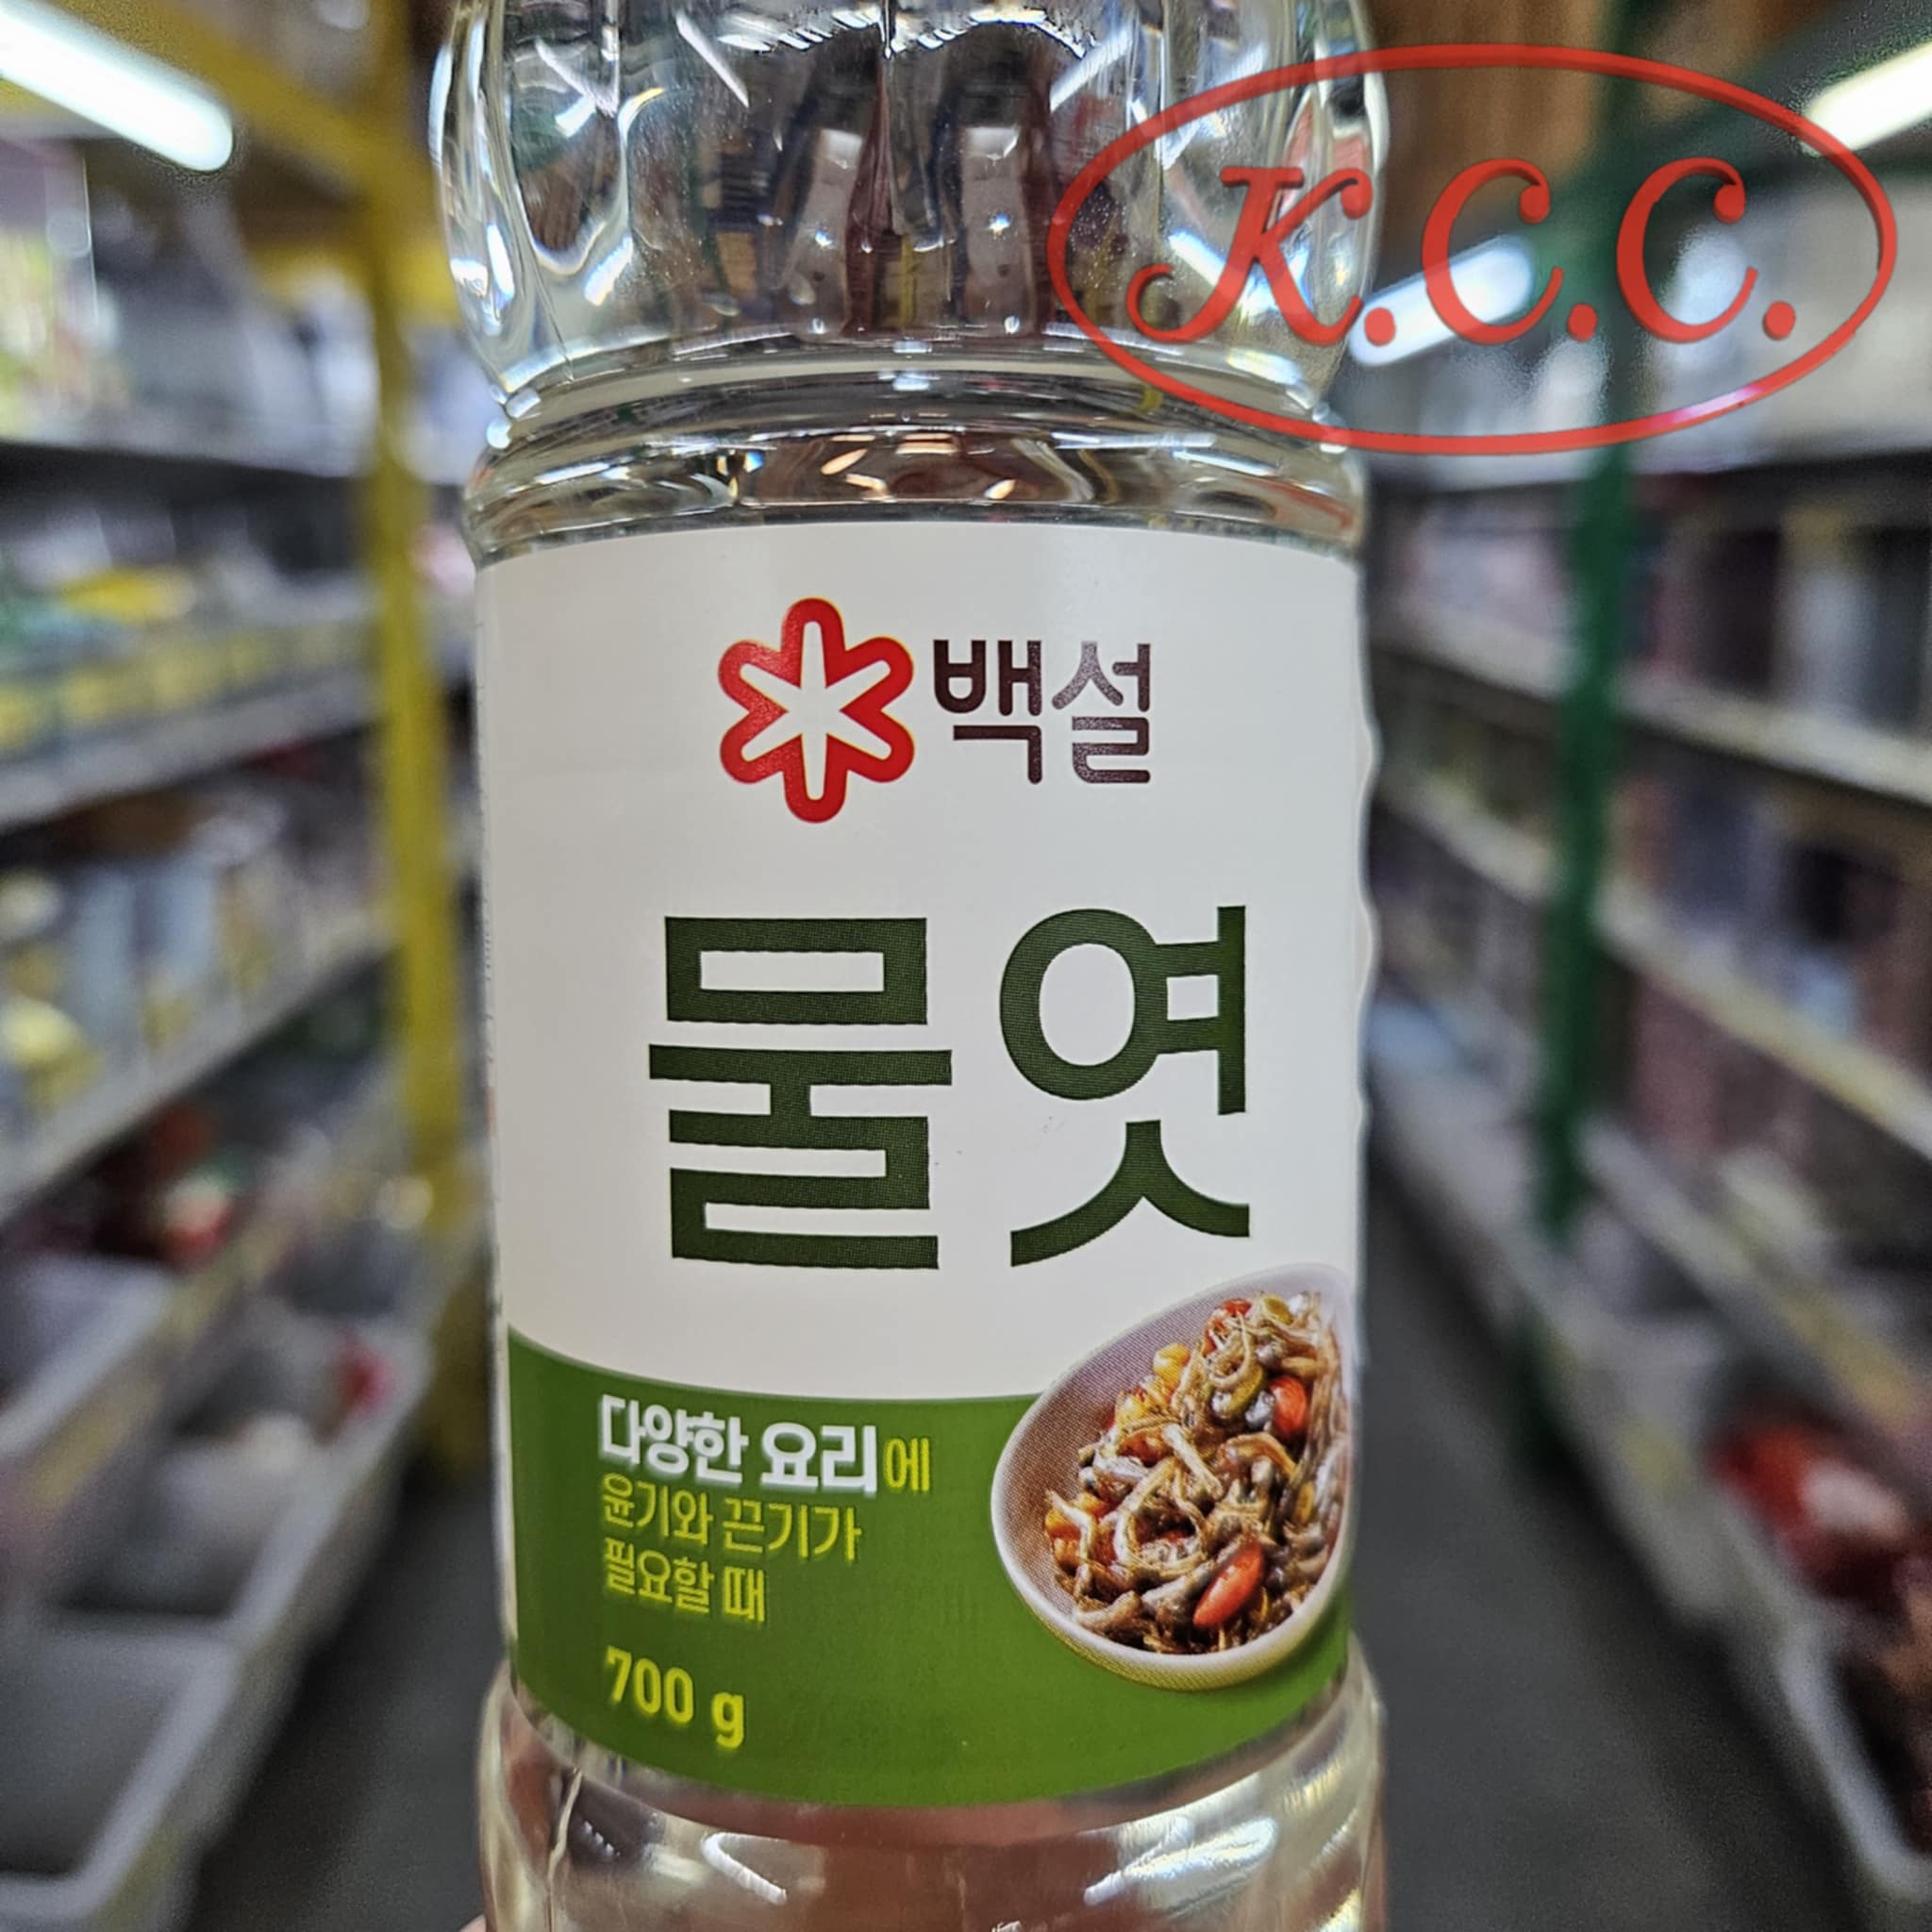 K.C.C.
백설
물엿
다양한 요리에
윤기와 끈기가
필요할 때
700 g